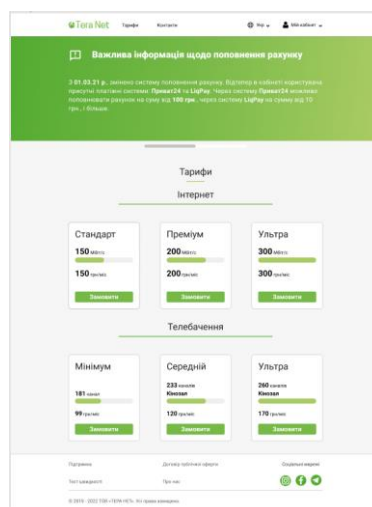 Tora Net Тарифи Контакти Укр Мій кабінет
Важлива інформація щодо поповнення рахунку
З 01.03.21 р., змінено систему поповнення рахунку. Відтепер в кабінеті користувача
присутні платіжні системи: Приват24 та LiqPay. Через систему Приват24 можливо
поповнювати рахунок на суму від 100 грн., через систему LiqPay на сумму від 10
грн., і більше.
Тарифи
Інтернет
Стандарт Преміум Ультра
150 Мбіт/с 200 Мбіт/с 300 Мбіт/с
150 грн/міс 200 грн/міс 300 грн/міс
Замовити Замовити Замовити
Телебачення
Мінімум Середній Ультра
181 канал 233 каналів 260 каналів
Кінозал Кінозал
99 грн/міс 120 грн/міс 170 грн/міс
Замовити Замовити Замовити
Підтримка Договір публічної оферти Соціальні мережі
Тест швидкості Про нас
© 2016 - 2022 ТОВ «ТЕРА НЕТ». Усі права захищено.